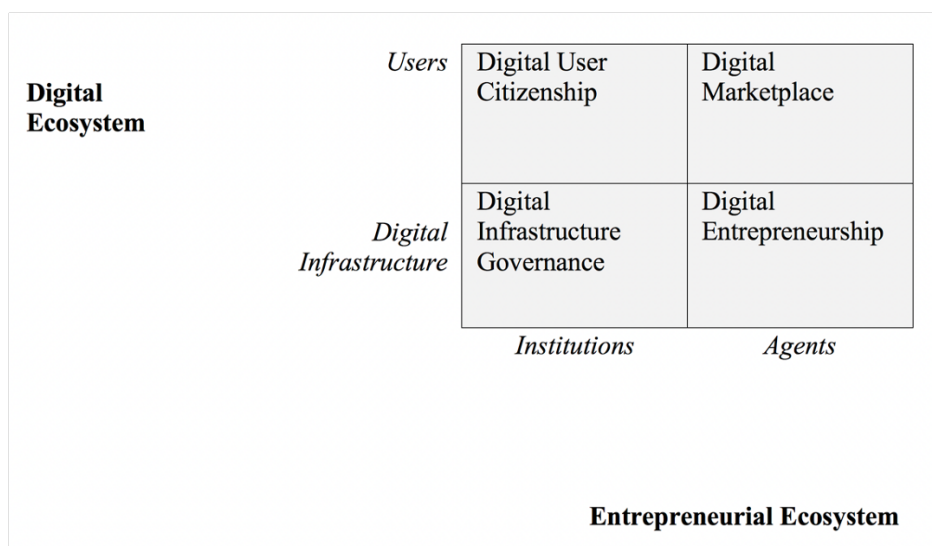 Digital
Ecosystem
Users
Digital User
Citizenship
Digital
Marketplace
Digital
Infrastructure
Digital
Infrastructure
Governance
Digital
Entrepreneurship
Institutions
Agents
Entrepreneurial Ecosystem